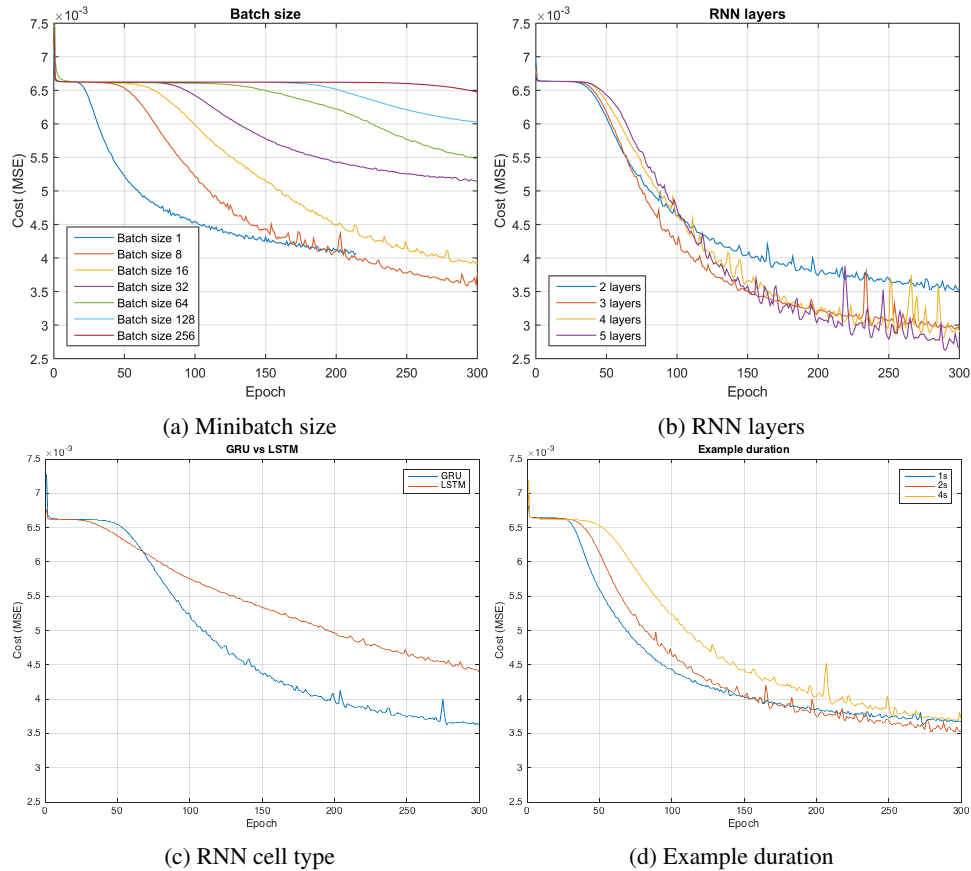 Batch size
×10⁻³
7.5
7
6.5
6
5.5
5
4.5
4
3.5
3
2.5
Cost (MSE)
Batch size 1
Batch size 8
Batch size 16
Batch size 32
Batch size 64
Batch size 128
Batch size 256
0 50 100 150 200 250 300
Epoch
(a) Minibatch size
RNN layers
×10⁻³
7.5
7
6.5
6
5.5
5
4.5
4
3.5
3
2.5
Cost (MSE)
2 layers
3 layers
4 layers
5 layers
0 50 100 150 200 250 300
Epoch
(b) RNN layers
GRU vs LSTM
×10⁻³
7.5
7
6.5
6
5.5
5
4.5
4
3.5
3
2.5
Cost (MSE)
GRU
LSTM
0 50 100 150 200 250 300
Epoch
(c) RNN cell type
Example duration
×10⁻³
7.5
7
6.5
6
5.5
5
4.5
4
3.5
3
2.5
Cost (MSE)
1s
2s
4s
0 50 100 150 200 250 300
Epoch
(d) Example duration